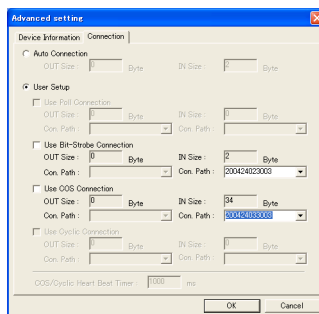 Advanced setting
Device Information Connection
Auto Connection
OUT Size : 0 Byte IN Size : 2 Byte
User Setup
Use Poll Connection
OUT Size : 0 Byte IN Size : 0 Byte
Con. Path : Con. Path :
Use Bit-Strobe Connection
OUT Size : 0 Byte IN Size : 2 Byte
Con. Path : Con. Path : 200424023003
Use COS Connection
OUT Size : 0 Byte IN Size : 34 Byte
Con. Path : Con. Path : 200424033003
Use Cyclic Connection
OUT Size : 0 Byte IN Size : 0 Byte
Con. Path : Con. Path :
COS/Cyclic Heart Beat Timer : 1000 ms
OK Cancel